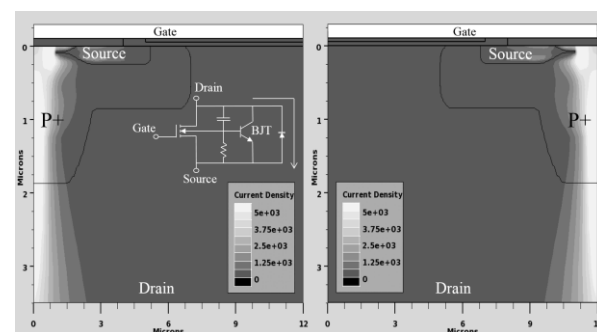 Gate
Source
P+
Drain
Gate
BJT
Source
Drain
Current Density
5e+03
3.75e+03
2.5e+03
1.25e+03
0
0
1
2
3
Microns
0 3 6 9 12
Microns
Gate
Source
P+
Drain
Current Density
5e+03
3.75e+03
2.5e+03
1.25e+03
0
0
1
2
3
Microns
0 3 6 9 12
Microns